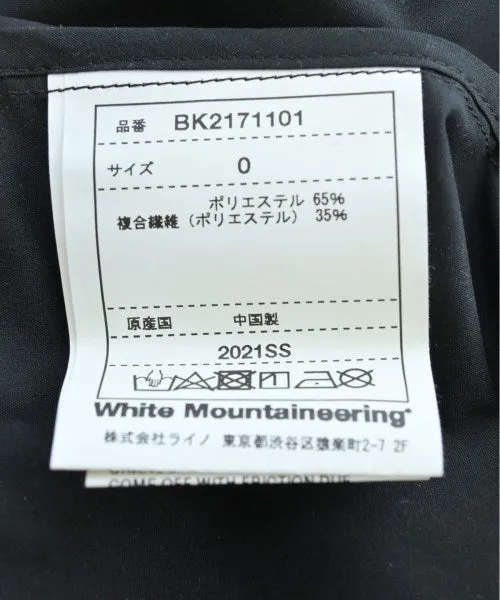 品番 BK2171101
サイズ 0
ポリエステル 65%
複合繊維 (ポリエステル) 35%
原産国 中国製
2021SS
White Mountaineering®
株式会社ライノ 東京都渋谷区猿楽町2-7 2F
COME OFF WITH FRICTION DUE